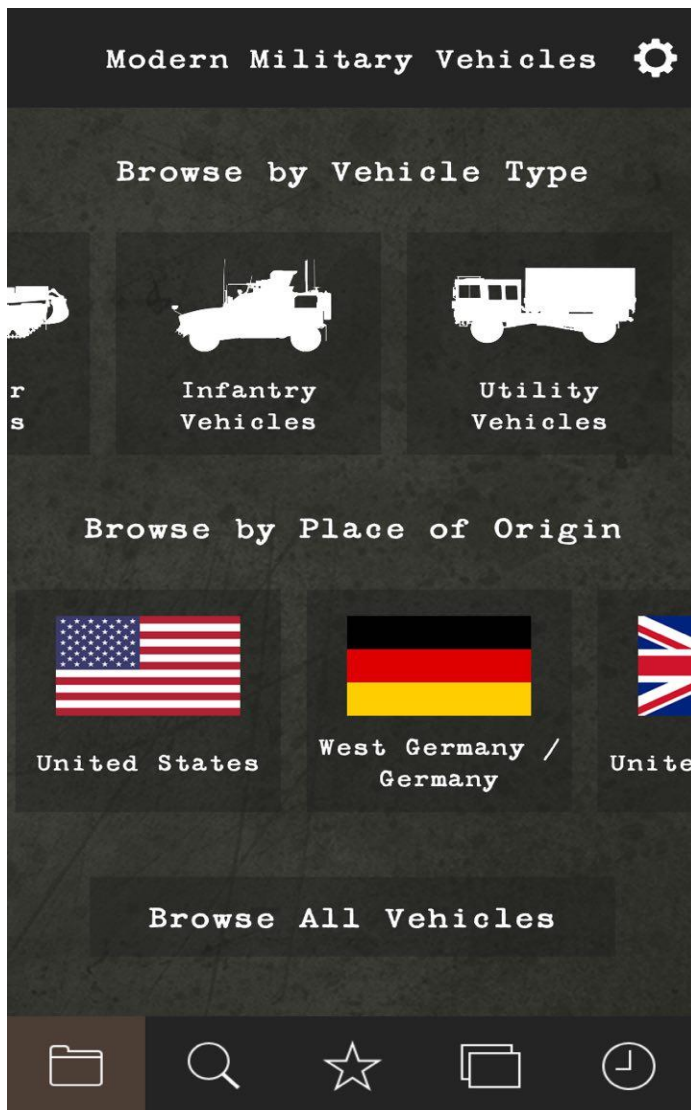 Modern Military Vehicles
Browse by Vehicle Type
r
s
Infantry
Vehicles
Utility
Vehicles
Browse by Place of Origin
United States
West Germany /
Germany
Unite
Browse All Vehicles